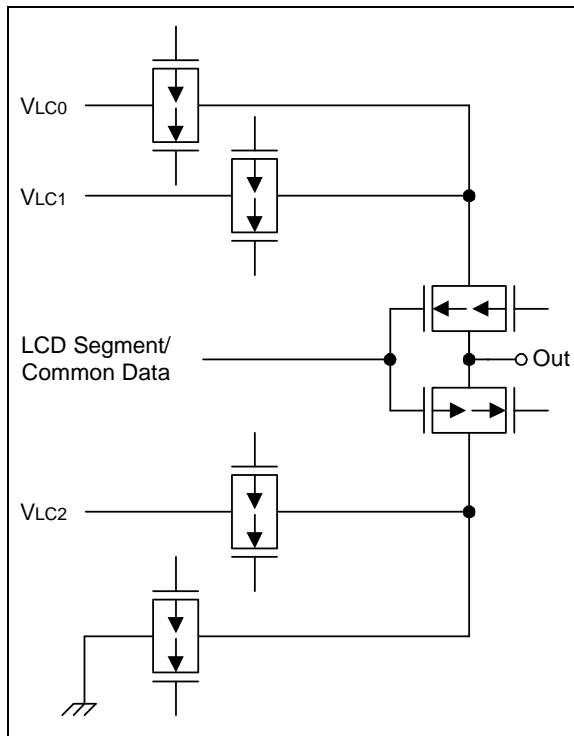 VLC0
VLC1
LCD Segment/
Common Data
Out
VLC2